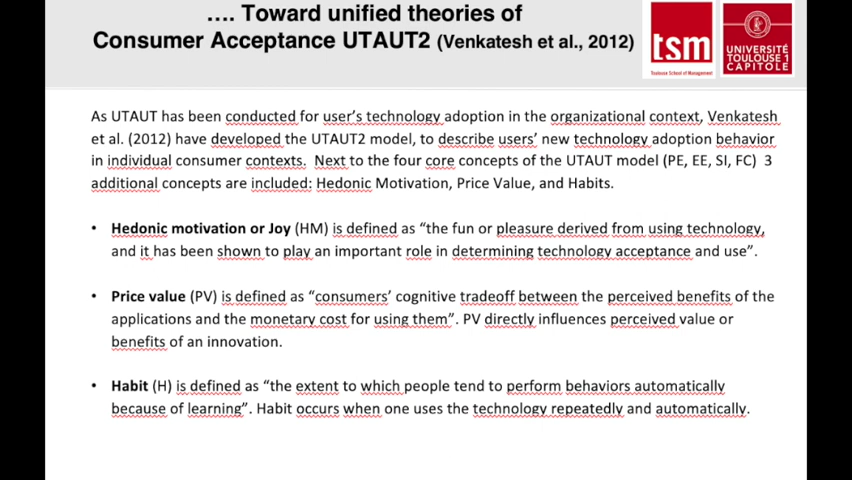 …. Toward unified theories of
Consumer Acceptance UTAUT2 (Venkatesh et al., 2012)
tsm
Toulouse School of Management
UNIVERSITÉ
TOULOUSE 1
CAPITOLE
As UTAUT has been conducted for user's technology adoption in the organizational context, Venkatesh
et al. (2012) have developed the UTAUT2 model, to describe users' new technology adoption behavior
in individual consumer contexts. Next to the four core concepts of the UTAUT model (PE, EE, SI, FC) 3
additional concepts are included: Hedonic Motivation, Price Value, and Habits.
• Hedonic motivation or Joy (HM) is defined as “the fun or pleasure derived from using technology,
and it has been shown to play an important role in determining technology acceptance and use”.
• Price value (PV) is defined as “consumers' cognitive tradeoff between the perceived benefits of the
applications and the monetary cost for using them”. PV directly influences perceived value or
benefits of an innovation.
• Habit (H) is defined as “the extent to which people tend to perform behaviors automatically
because of learning”. Habit occurs when one uses the technology repeatedly and automatically.